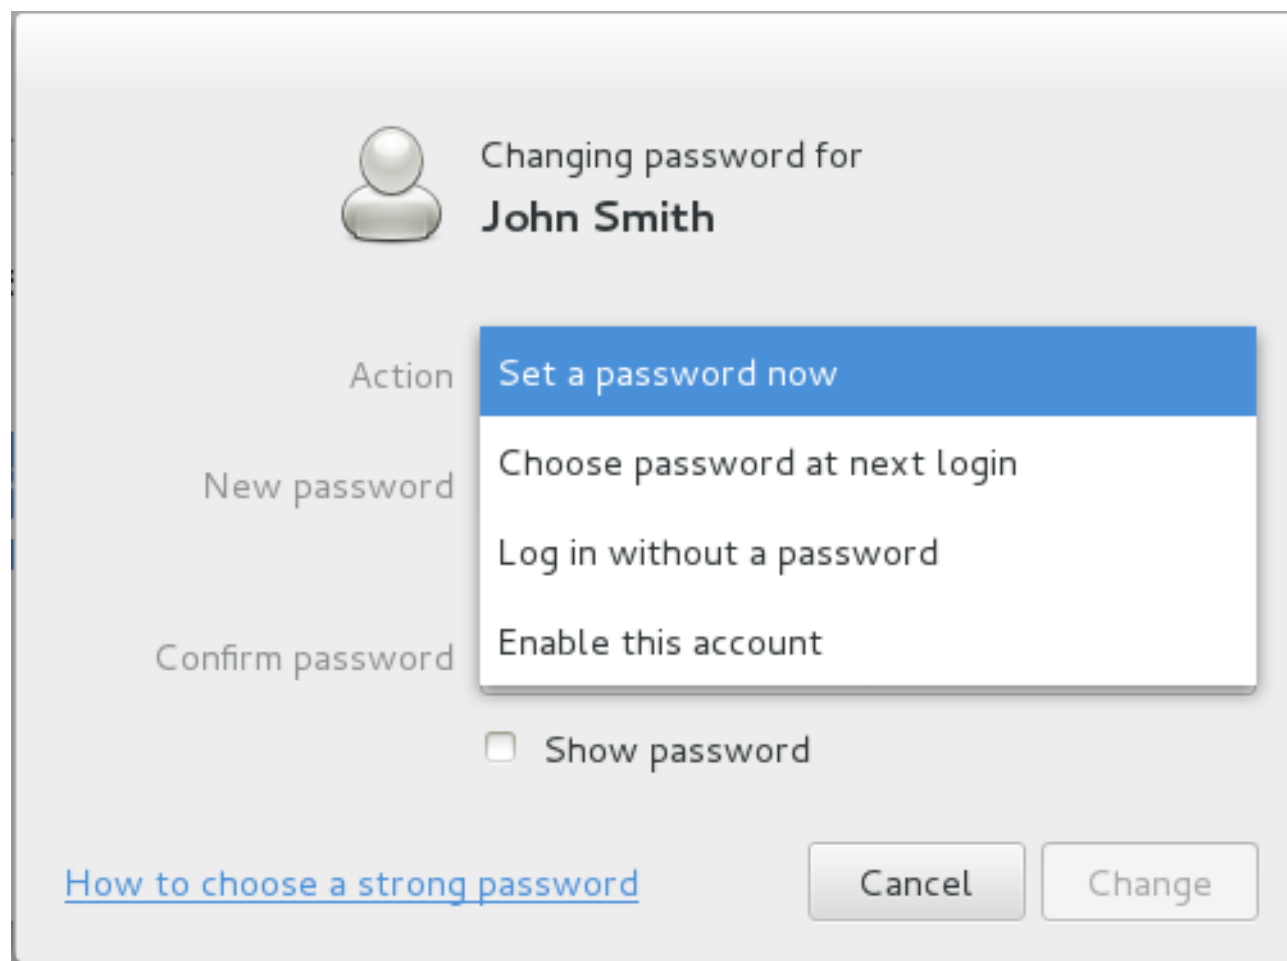 Changing password for
John Smith
Action
Set a password now
Choose password at next login
New password
Log in without a password
Enable this account
Confirm password
Show password
How to choose a strong password
Cancel
Change